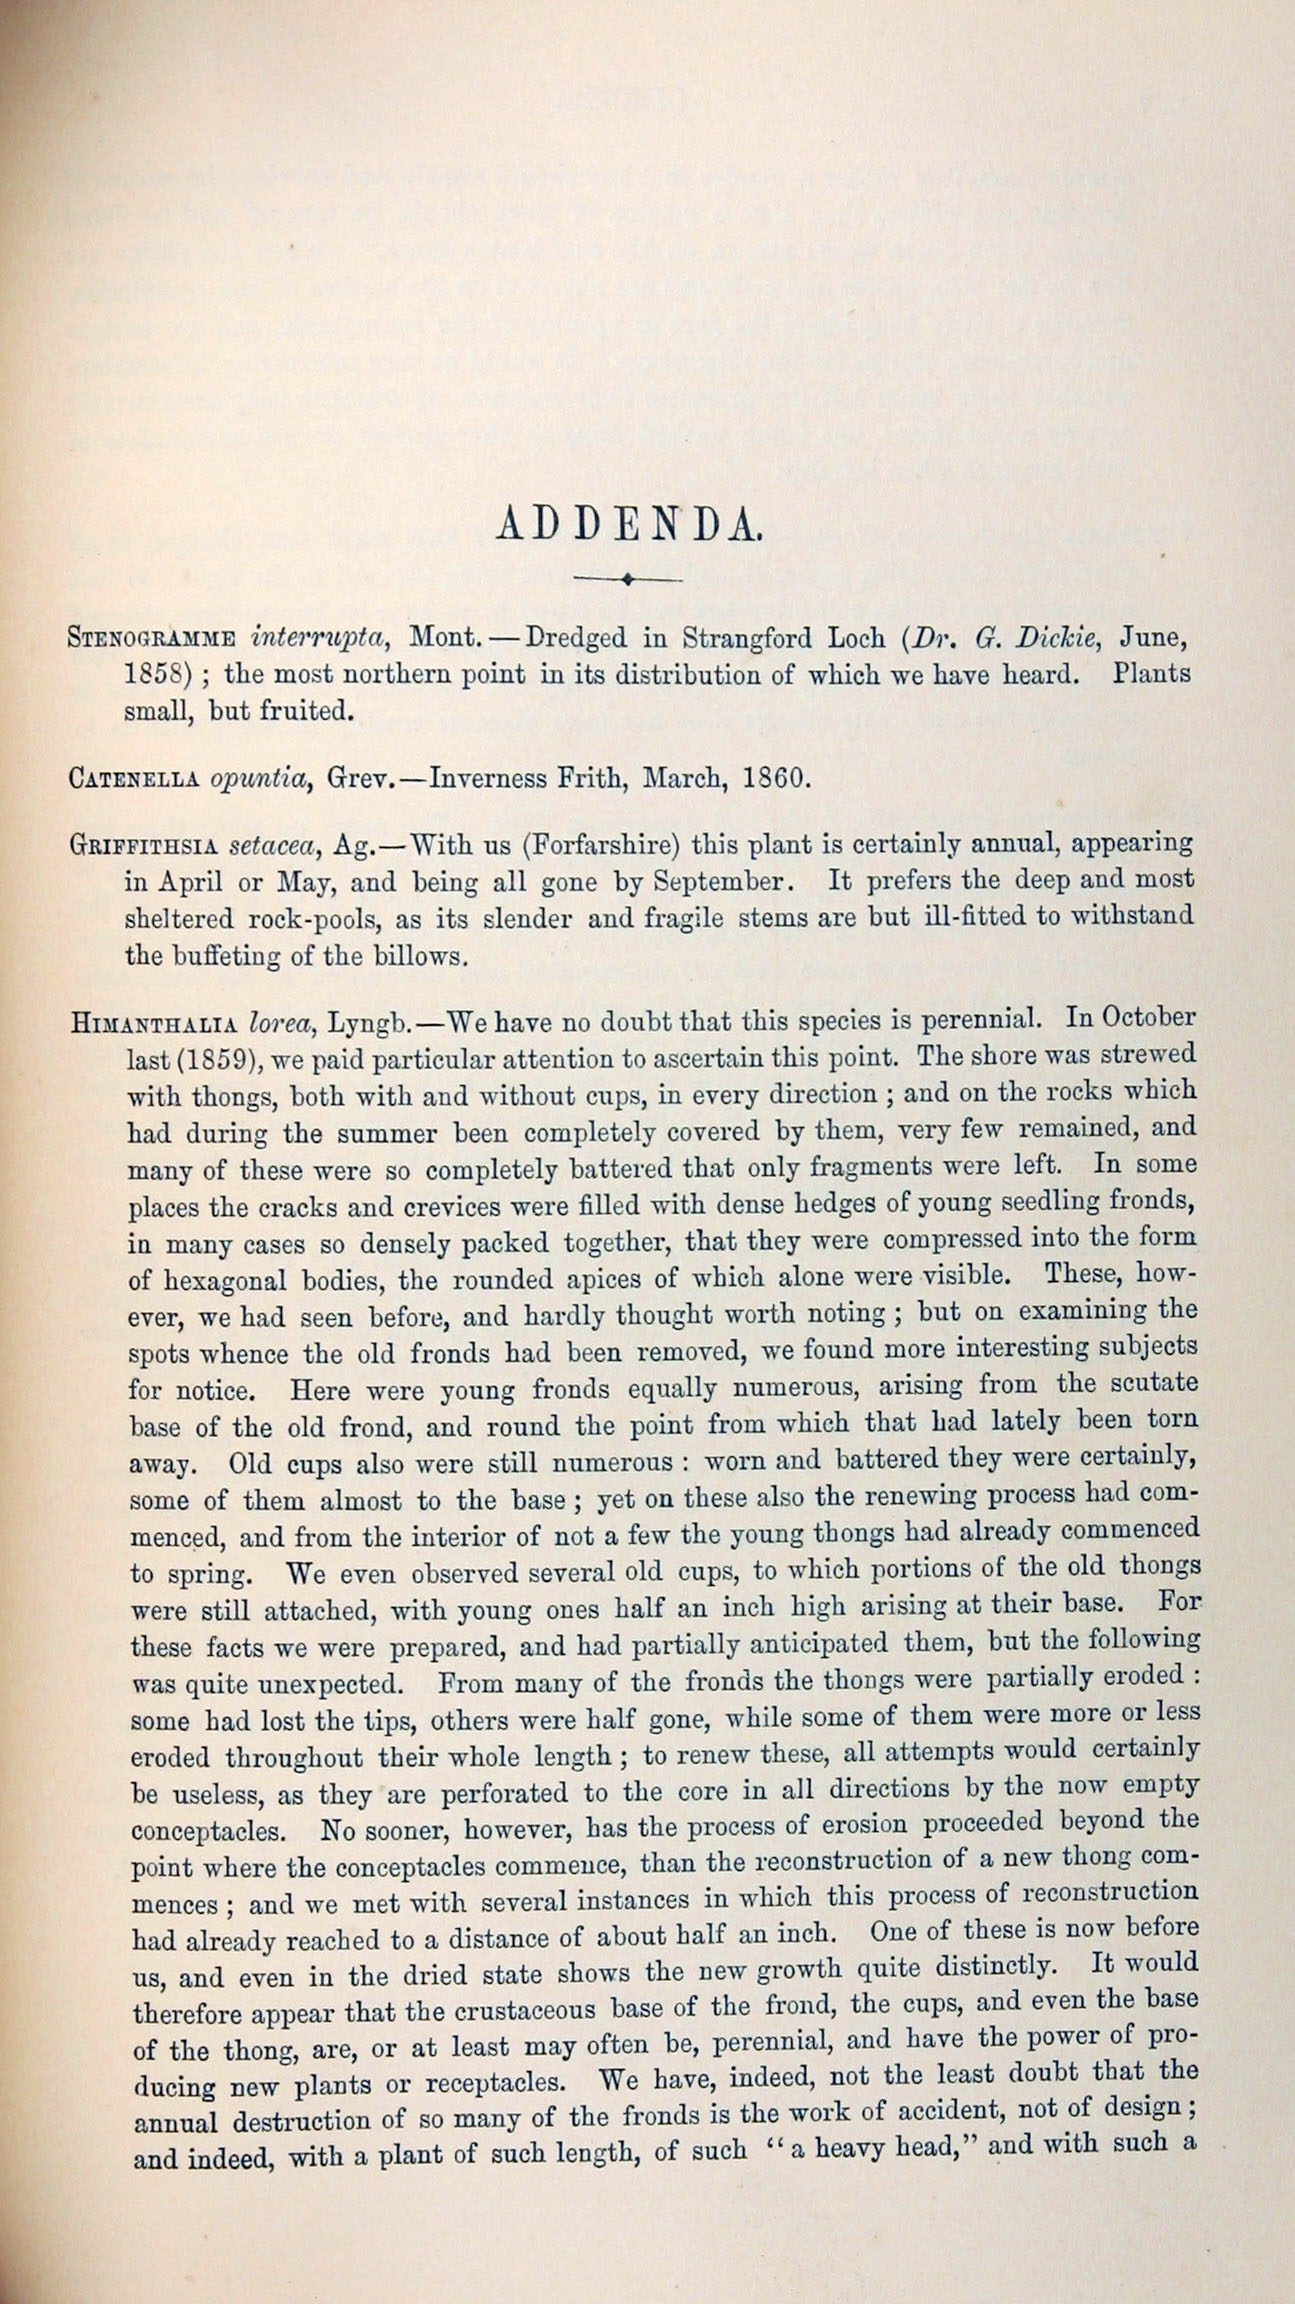 ADDENDA.
STENOGRAMME interrupta, Mont.—Dredged in Strangford Loch (Dr. G. Dickie, June,
1858); the most northern point in its distribution of which we have heard. Plants
small, but fruited.
CATENELLA opuntia, Grev.—Inverness Frith, March, 1860.
GRIFFITHSIA setacea, Ag.—With us (Forfarshire) this plant is certainly annual, appearing
in April or May, and being all gone by September. It prefers the deep and most
sheltered rock-pools, as its slender and fragile stems are but ill-fitted to withstand
the buffeting of the billows.
HIMANTHALIA lorea, Lyngb.—We have no doubt that this species is perennial. In October
last (1859), we paid particular attention to ascertain this point. The shore was strewed
with thongs, both with and without cups, in every direction; and on the rocks which
had during the summer been completely covered by them, very few remained, and
many of these were so completely battered that only fragments were left. In some
places the cracks and crevices were filled with dense hedges of young seedling fronds,
in many cases so densely packed together, that they were compressed into the form
of hexagonal bodies, the rounded apices of which alone were visible. These, how-
ever, we had seen before, and hardly thought worth noting; but on examining the
spots whence the old fronds had been removed, we found more interesting subjects
for notice. Here were young fronds equally numerous, arising from the scutate
base of the old frond, and round the point from which that had lately been torn
away. Old cups also were still numerous: worn and battered they were certainly,
some of them almost to the base; yet on these also the renewing process had com-
menced, and from the interior of not a few the young thongs had already commenced
to spring. We even observed several old cups, to which portions of the old thongs
were still attached, with young ones half an inch high arising at their base. For
these facts we were prepared, and had partially anticipated them, but the following
was quite unexpected. From many of the fronds the thongs were partially eroded:
some had lost the tips, others were half gone, while some of them were more or less
eroded throughout their whole length; to renew these, all attempts would certainly
be useless, as they are perforated to the core in all directions by the now empty
conceptacles. No sooner, however, has the process of erosion proceeded beyond the
point where the conceptacles commence, than the reconstruction of a new thong com-
mences; and we met with several instances in which this process of reconstruction
had already reached to a distance of about half an inch. One of these is now before
us, and even in the dried state shows the new growth quite distinctly. It would
therefore appear that the crustaceous base of the frond, the cups, and even the base
of the thong, are, or at least may often be, perennial, and have the power of pro-
ducing new plants or receptacles. We have, indeed, not the least doubt that the
annual destruction of so many of the fronds is the work of accident, not of design;
and indeed, with a plant of such length, of such "a heavy head," and with such a